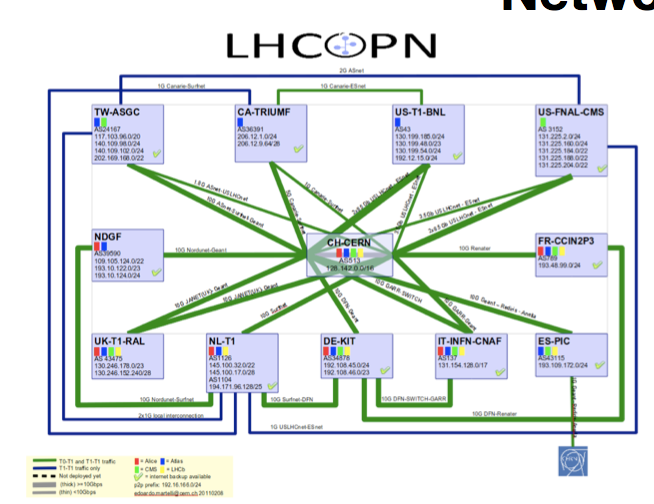 Netwo
LHCOPN
2G ASnet
1G Canarie-Surfnet
1G Canarie-ESnet
TW-ASGC
AS24167
117.103.96.0/20
140.109.98.0/24
140.109.102.0/24
202.169.168.0/22
CA-TRIUMF
AS36391
206.12.1.0/24
206.12.9.64/28
US-T1-BNL
AS43
130.199.185.0/24
130.199.48.0/23
130.199.54.0/24
192.12.15.0/24
US-FNAL-CMS
AS 3152
131.225.2.0/24
131.225.160.0/24
131.225.184.0/22
131.225.188.0/22
131.225.204.0/22
NDGF
AS39590
109.105.124.0/22
193.10.122.0/23
193.10.124.0/24
10G Nordunet-Geant
CH-CERN
AS513
128.142.0.0/16
10G Renater
FR-CCIN2P3
AS789
193.48.99.0/24
10G Surfnet
10G GARR-SWITCH
UK-T1-RAL
AS 43475
130.246.178.0/23
130.246.152.240/28
NL-T1
AS1126
145.100.32.0/22
145.100.17.0/28
AS1104
194.171.96.128/25
DE-KIT
AS34878
192.108.45.0/24
192.108.46.0/23
IT-INFN-CNAF
AS137
131.154.128.0/17
ES-PIC
AS43115
193.109.172.0/24
10G Nordunet-Surfnet
10G Surfnet-DFN
10G DFN-SWITCH-GARR
2x1G local interconnection
10G DFN-Renater
1G USLHCnet-ESnet
T0-T1 and T1-T1 traffic
T1-T1 traffic only
Not deployed yet
(thick) >=10Gbps
(thin) <10Gbps
= Alice = Atlas
= CMS = LHCb
= internet backup available
p2p prefix: 192.16.166.0/24
edoardo.martelli@cern.ch 20110208